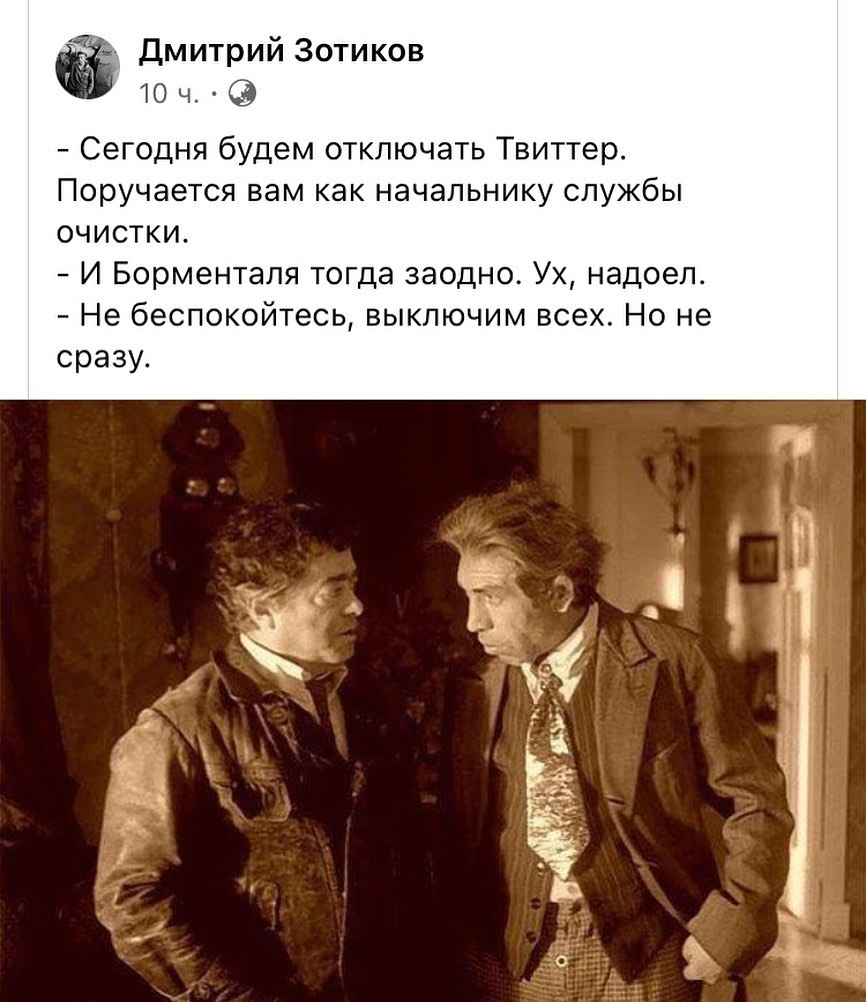 Дмитрий Зотиков
10 ч. ·
- Сегодня будем отключать Твиттер.
Поручается вам как начальнику службы
очистки.
- И Борменталя тогда заодно. Ух, надоел.
- Не беспокойтесь, выключим всех. Но не
сразу.